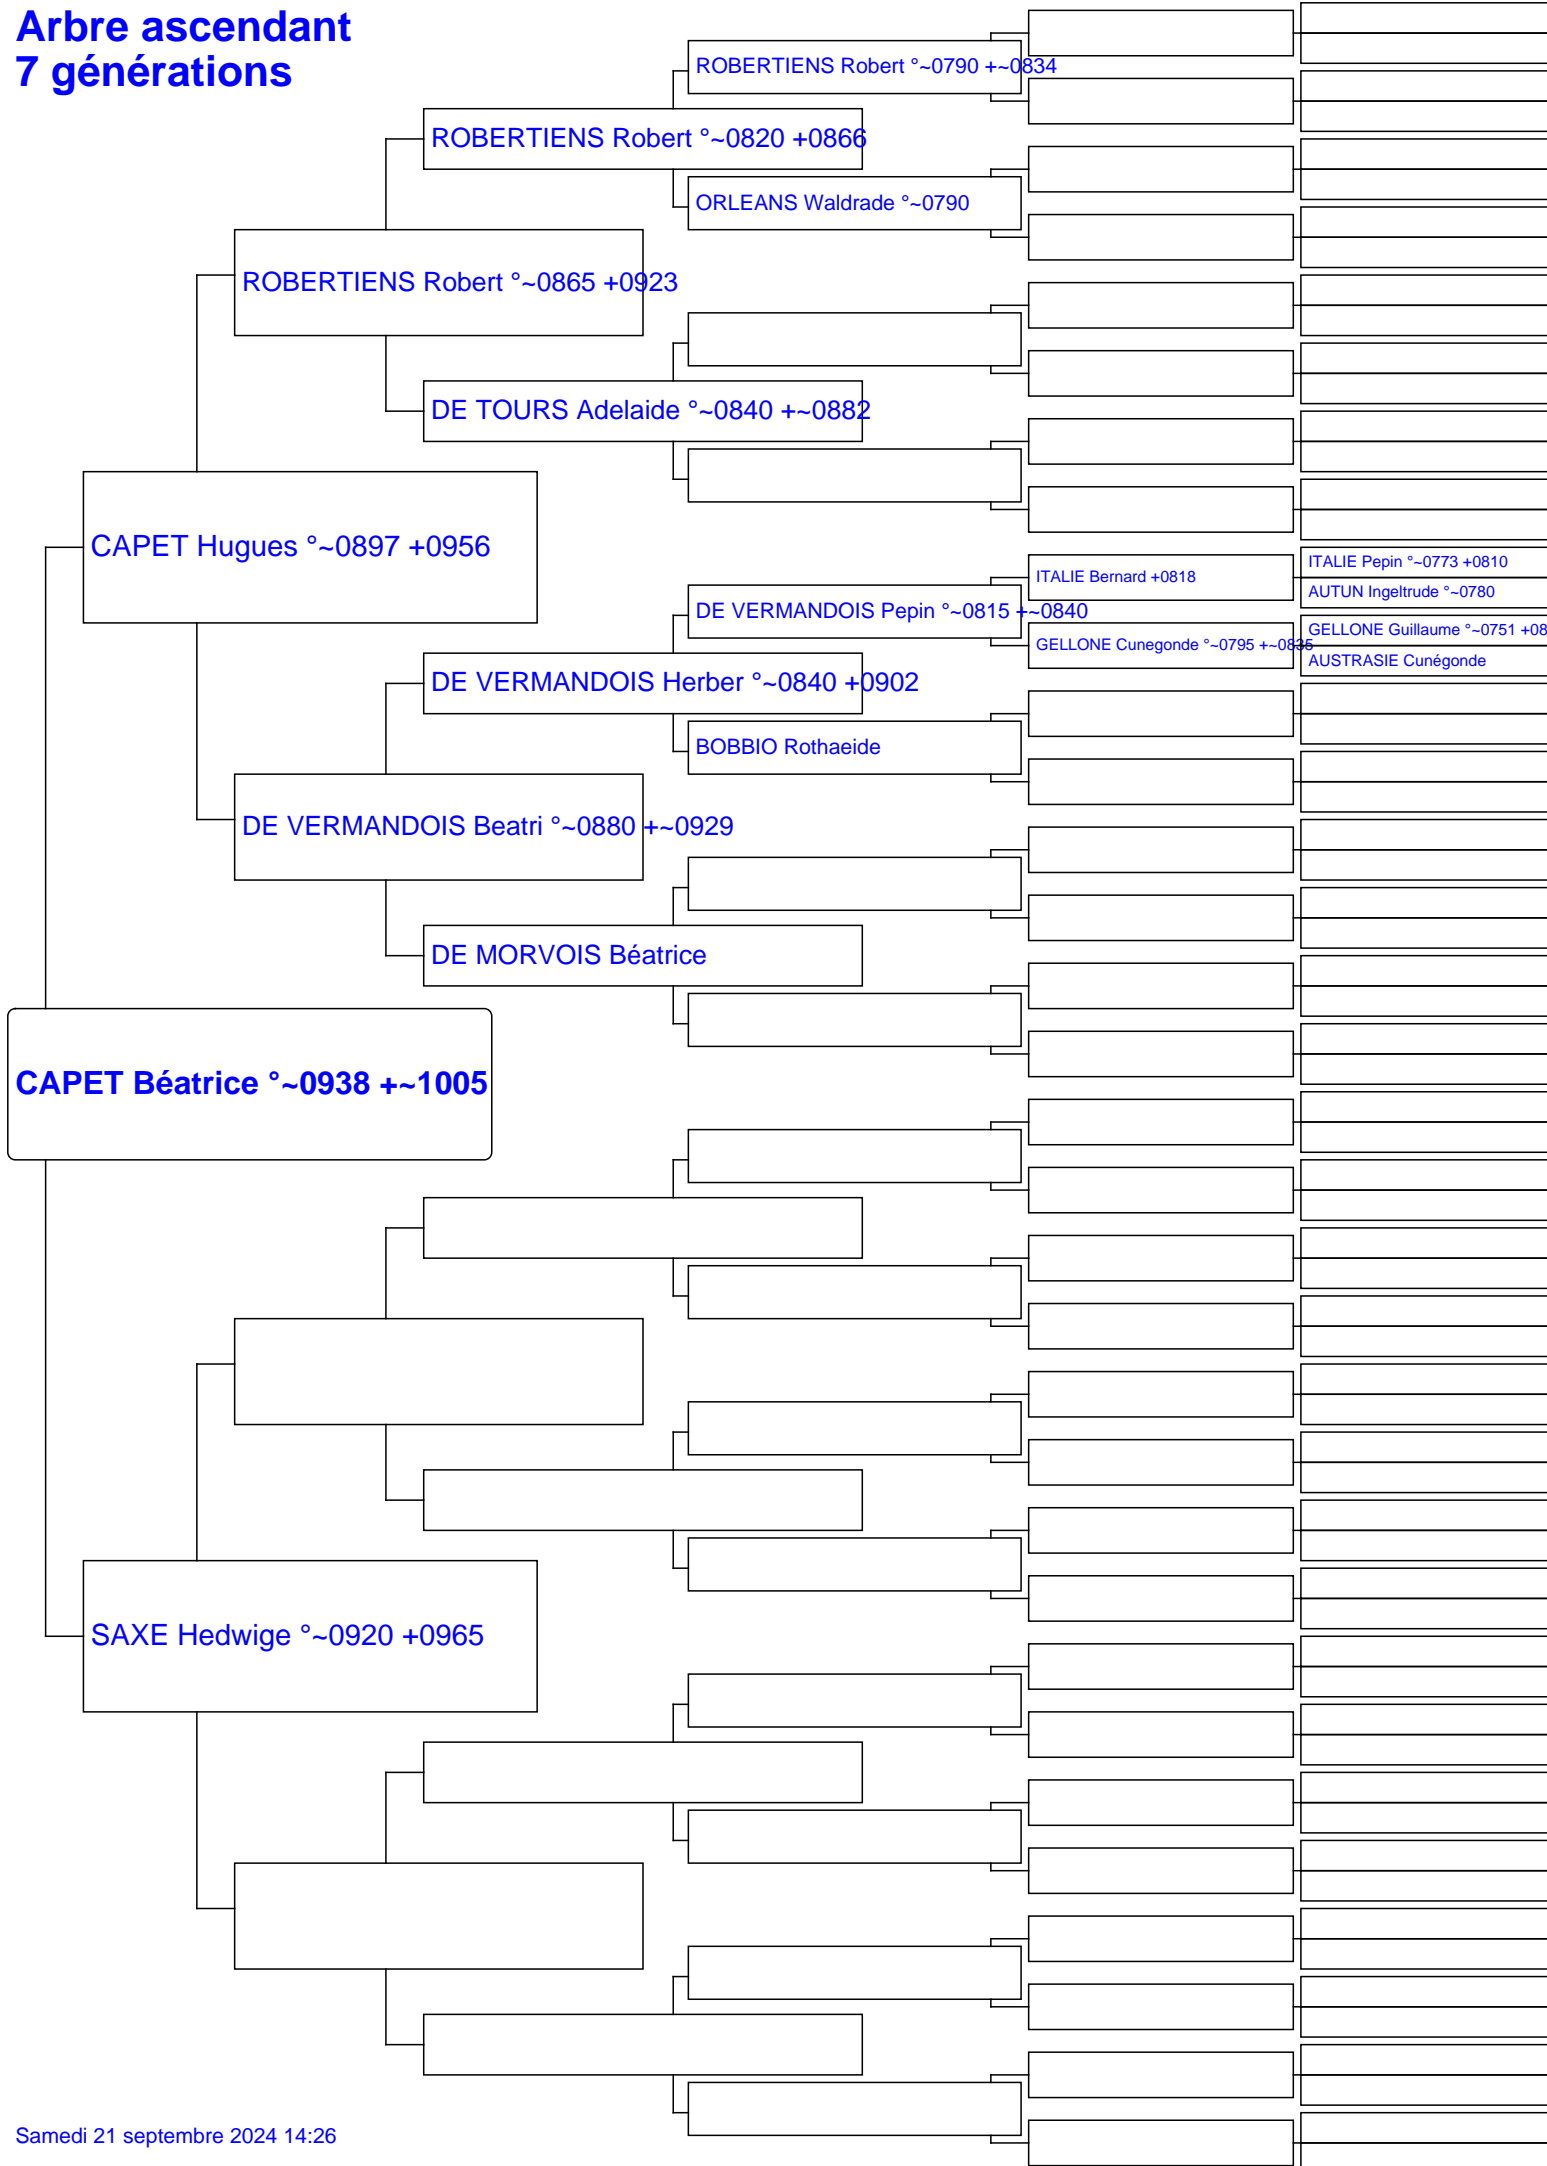 Arbre ascendant
7 générations
ROBERTIENS Robert °~0790 +~0834
ROBERTIENS Robert °~0820 +0866
ORLEANS Waldrade °~0790
ROBERTIENS Robert °~0865 +0923
DE TOURS Adelaide °~0840 +~0882
CAPET Hugues °~0897 +0956
ITALIE Pepin °~0773 +0810
ITALIE Bernard +0818
AUTUN Ingeltrude °~0780
DE VERMANDOIS Pepin °~0815 +~0840
GELLONE Guillaume °~0751 +08
GELLONE Cunegonde °~0795 +~0835
AUSTRASIE Cunégonde
DE VERMANDOIS Herber °~0840 +0902
BOBBIO Rothaeide
DE VERMANDOIS Beatri °~0880 +~0929
DE MORVOIS Béatrice
CAPET Béatrice °~0938 +~1005
SAXE Hedwige °~0920 +0965
Samedi 21 septembre 2024 14:26